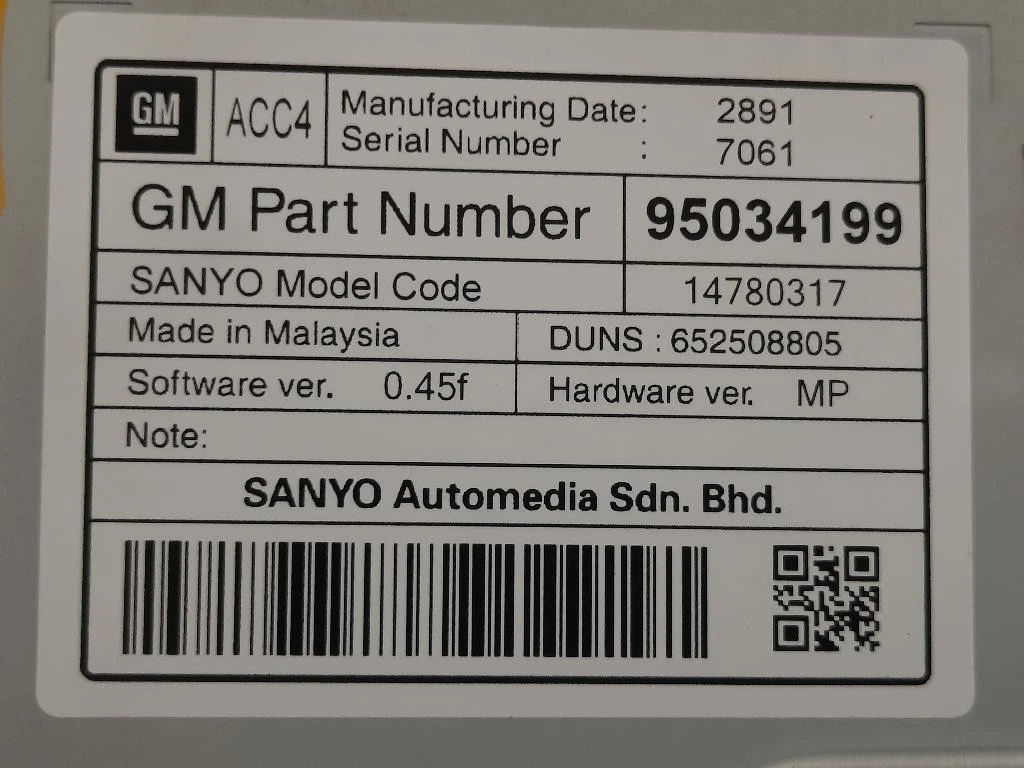 GM
ACC4
Manufacturing Date: 2891
Serial Number : 7061
GM Part Number 95034199
SANYO Model Code 14780317
Made in Malaysia DUNS : 652508805
Software ver. 0.45f Hardware ver. MP
Note:
SANYO Automedia Sdn. Bhd.